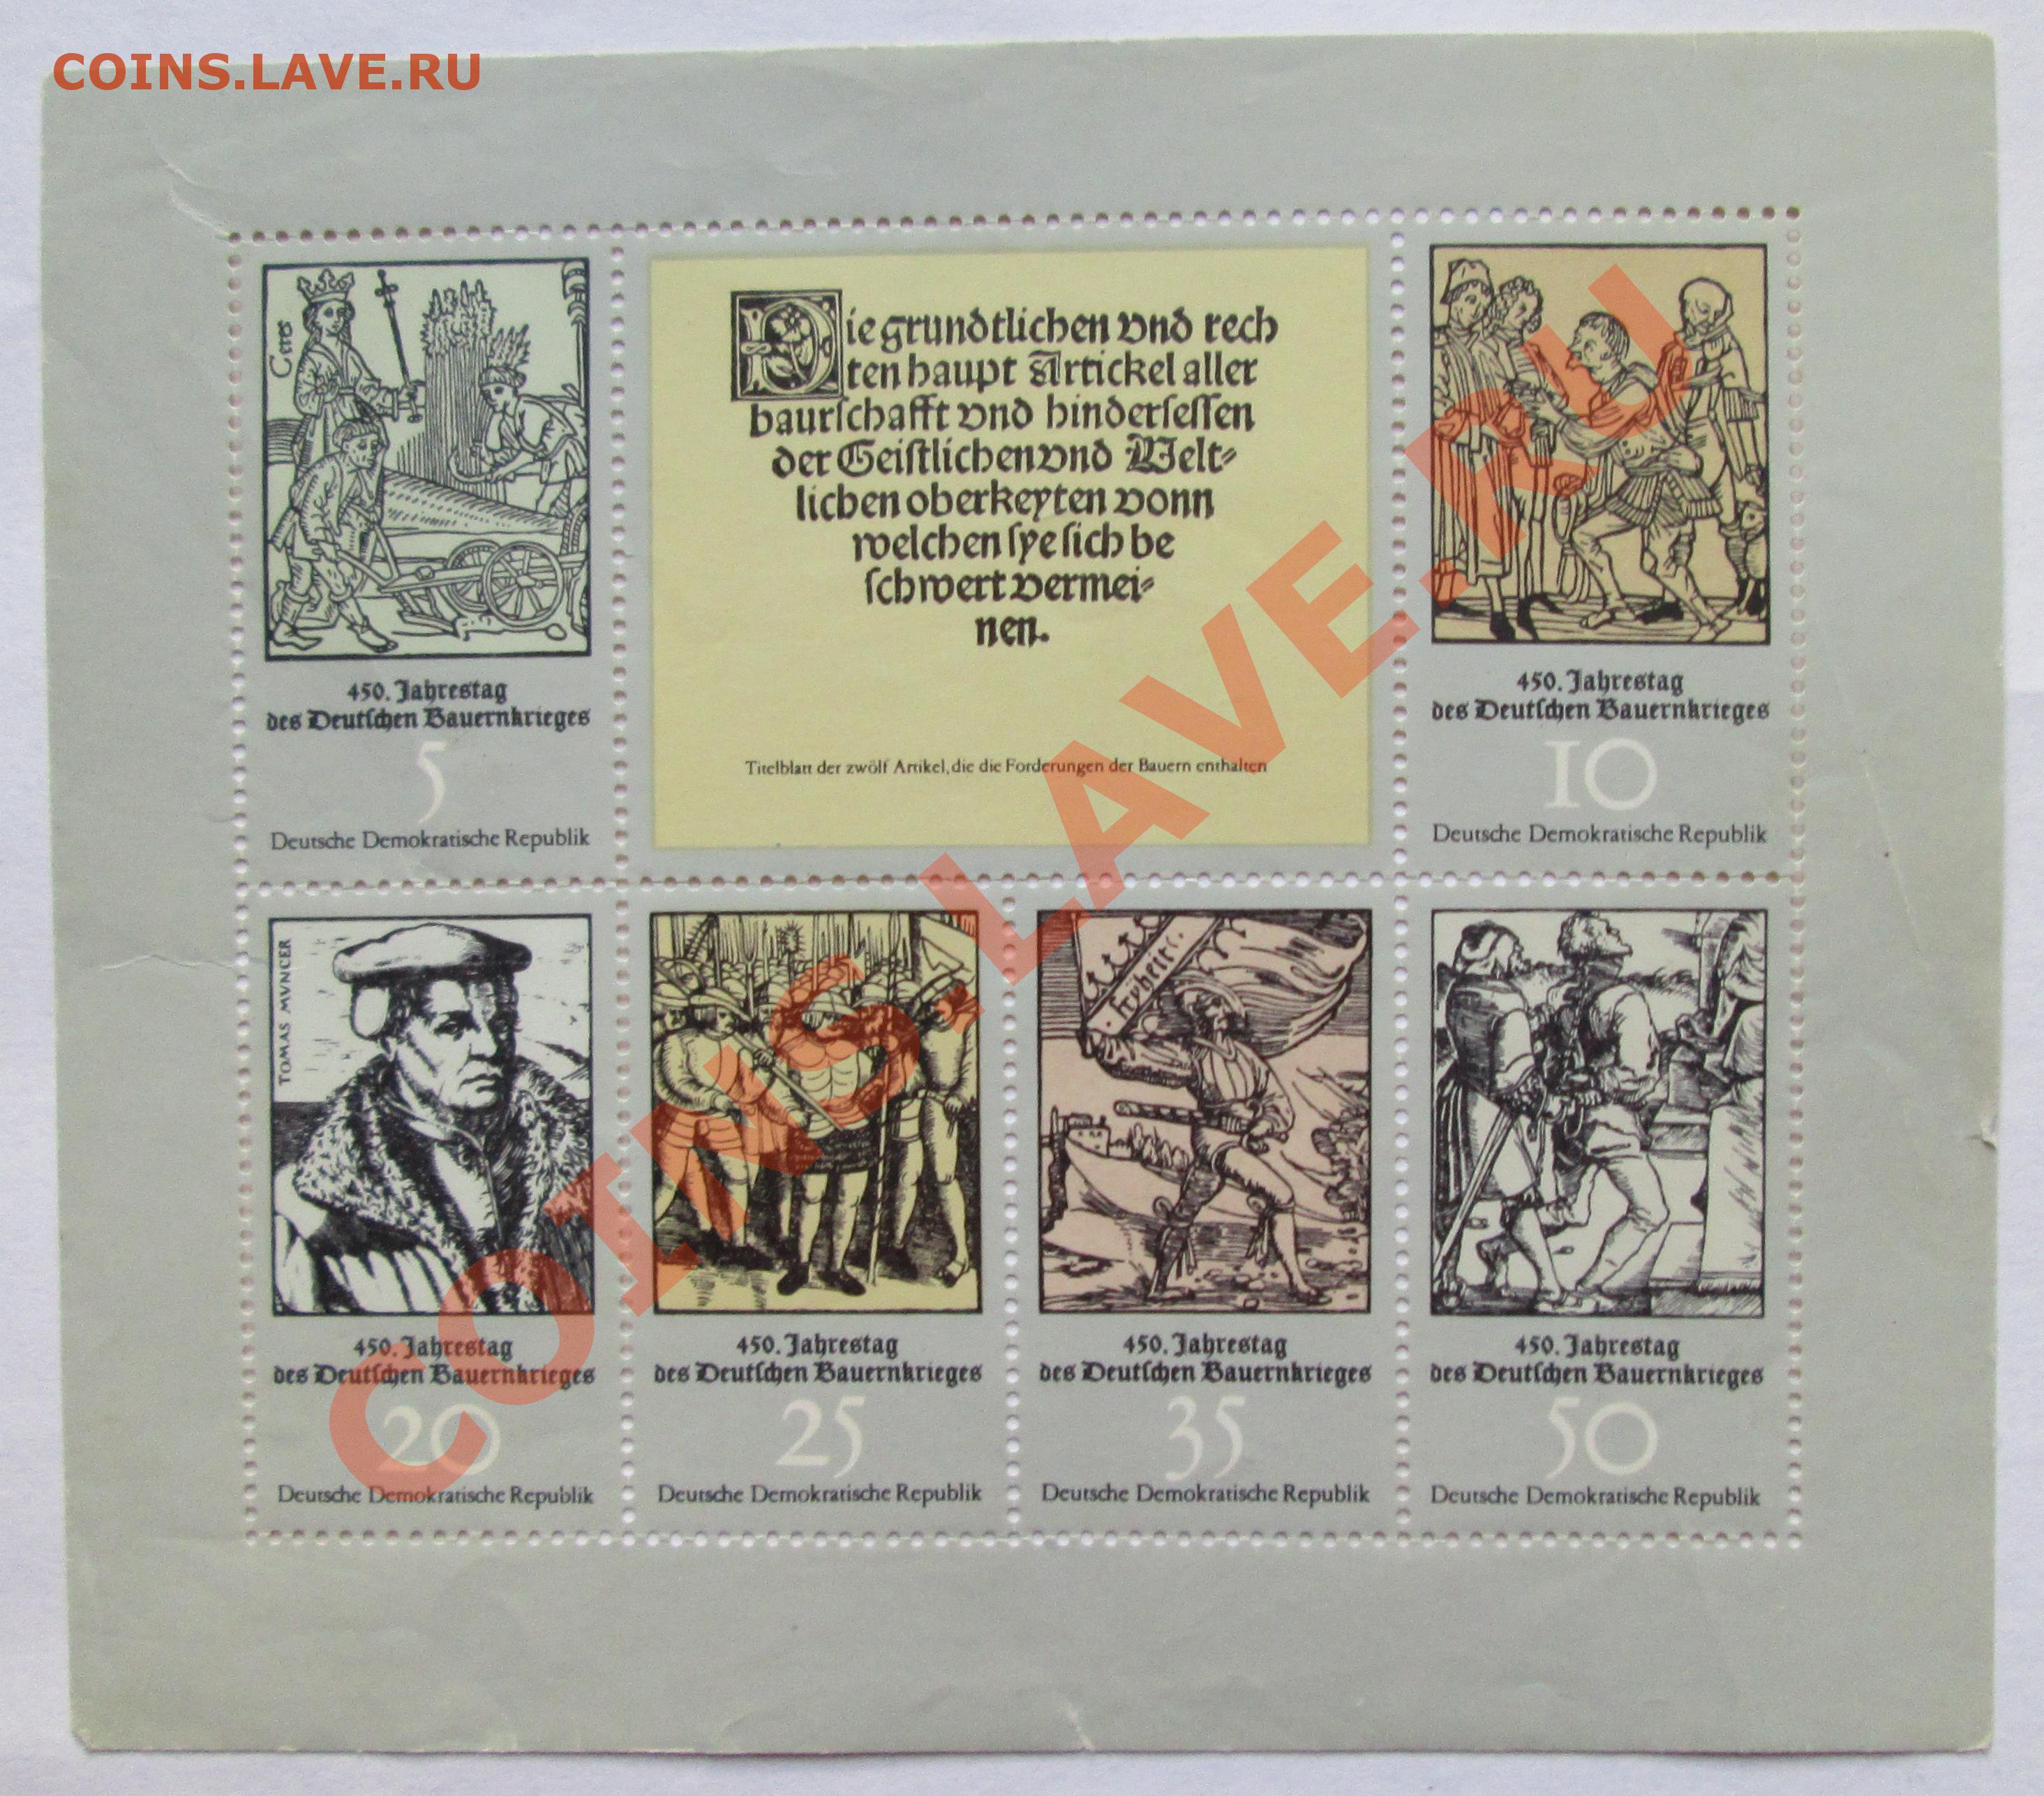 COINS.LAVE.RU
Ceres
450. Jahrestag
des Deutſchen Bauernkrieges
5
Deutsche Demokratische Republik
Die grundtlichen vnd rech
ten haupt Artickel aller
baurſchafft vnd hinderſeſſen
der Geiſtlichen vnd Welt⸗
lichen oberkeyten vonn
welchen ſye ſich be
ſchwert vermei⸗
nen.
Titelblatt der zwölf Artikel, die die Forderungen der Bauern enthalten
450. Jahrestag
des Deutſchen Bauernkrieges
10
Deutsche Demokratische Republik
TOMAS MVNCER
450. Jahrestag
des Deutſchen Bauernkrieges
20
Deutsche Demokratische Republik
450. Jahrestag
des Deutſchen Bauernkrieges
25
Deutsche Demokratische Republik
Fryheit
450. Jahrestag
des Deutſchen Bauernkrieges
35
Deutsche Demokratische Republik
450. Jahrestag
des Deutſchen Bauernkrieges
50
Deutsche Demokratische Republik
COINS.LAVE.RU